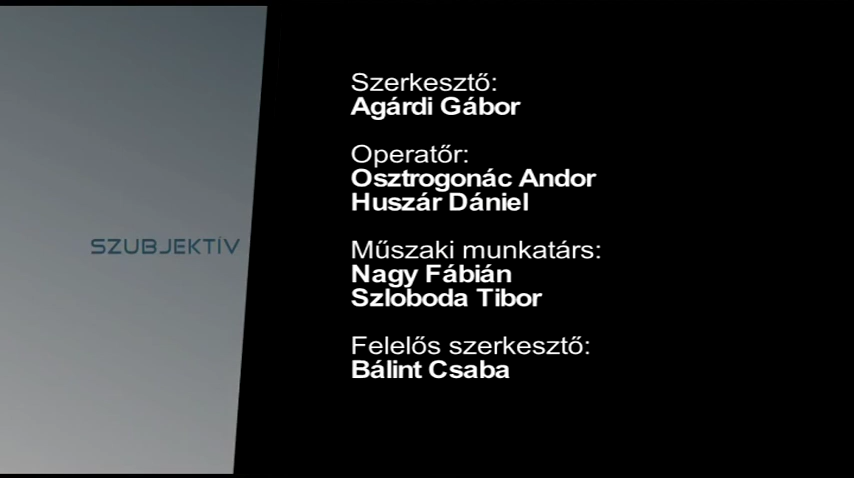 SZUBJEKTÍV
Szerkesztő:
Agárdi Gábor
Operatőr:
Osztrogonác Andor
Huszár Dániel
Műszaki munkatárs:
Nagy Fábián
Szloboda Tibor
Felelős szerkesztő:
Bálint Csaba